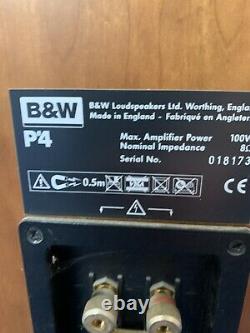 B&W
P4
B&W Loudspeakers Ltd. Worthing, Engla
Made in England - Fabriqué en Angleter
Max. Amplifier Power 100W
Nominal Impedance 8Ω
Serial No. 018173
0.5m
CE